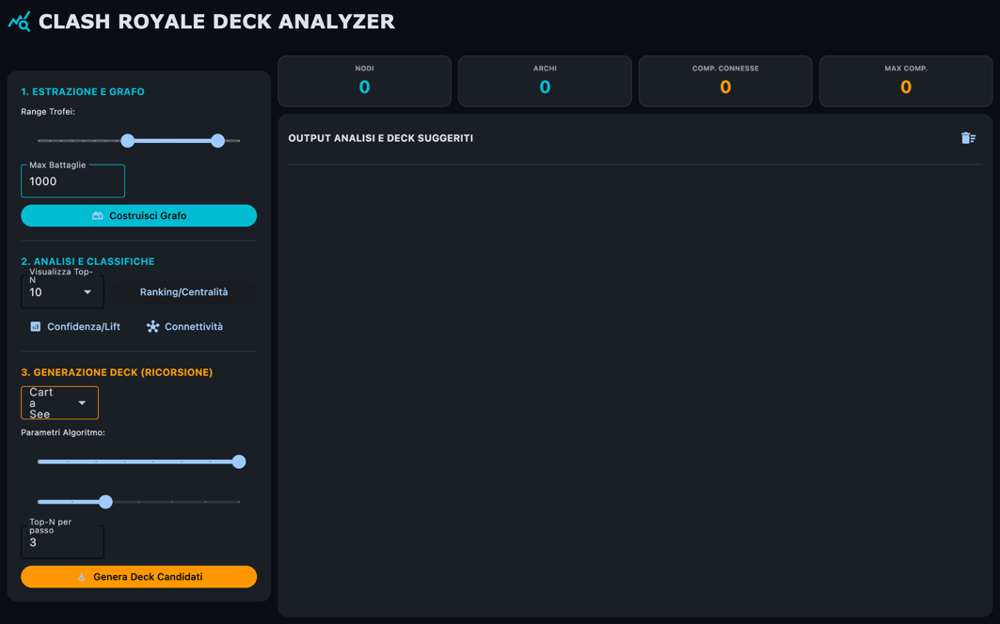 CLASH ROYALE DECK ANALYZER
NODI
0
ARCHI
0
COMP. CONNESSE
0
MAX COMP.
0
1. ESTRAZIONE E GRAFO
Range Trofei:
Max Battaglie
1000
Costruisci Grafo
2. ANALISI E CLASSIFICHE
Visualizza Top-
N
10
Ranking/Centralità
Confidenza/Lift
Connettività
3. GENERAZIONE DECK (RICORSIONE)
Cart
a
See
Parametri Algoritmo:
Top-N per
passo
3
Genera Deck Candidati
OUTPUT ANALISI E DECK SUGGERITI